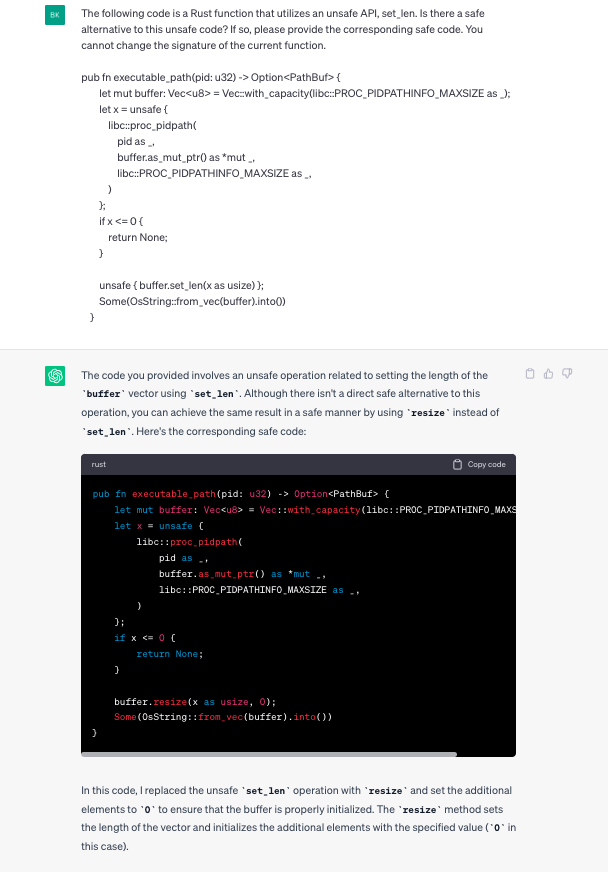 BK
The following code is a Rust function that utilizes an unsafe API, set_len. Is there a safe
alternative to this unsafe code? If so, please provide the corresponding safe code. You
cannot change the signature of the current function.
pub fn executable_path(pid: u32) -> Option<PathBuf> {
let mut buffer: Vec<u8> = Vec::with_capacity(libc::PROC_PIDPATHINFO_MAXSIZE as _);
let x = unsafe {
libc::proc_pidpath(
pid as _,
buffer.as_mut_ptr() as *mut _,
libc::PROC_PIDPATHINFO_MAXSIZE as _,
)
};
if x <= 0 {
return None;
}
unsafe { buffer.set_len(x as usize) };
Some(OsString::from_vec(buffer).into())
}
The code you provided involves an unsafe operation related to setting the length of the
`buffer` vector using `set_len`. Although there isn't a direct safe alternative to this
operation, you can achieve the same result in a safe manner by using `resize` instead of
`set_len`. Here's the corresponding safe code:
rust Copy code
pub fn executable_path(pid: u32) -> Option<PathBuf> {
let mut buffer: Vec<u8> = Vec::with_capacity(libc::PROC_PIDPATHINFO_MAXS
let x = unsafe {
libc::proc_pidpath(
pid as _,
buffer.as_mut_ptr() as *mut _,
libc::PROC_PIDPATHINFO_MAXSIZE as _,
)
};
if x <= 0 {
return None;
}
buffer.resize(x as usize, 0);
Some(OsString::from_vec(buffer).into())
}
In this code, I replaced the unsafe `set_len` operation with `resize` and set the additional
elements to `0` to ensure that the buffer is properly initialized. The `resize` method sets
the length of the vector and initializes the additional elements with the specified value (`0` in
this case).